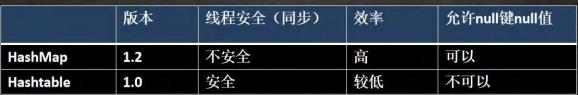 版本 线程安全（同步） 效率 允许null键null值
HashMap 1.2 不安全 高 可以
Hashtable 1.0 安全 较低 不可以